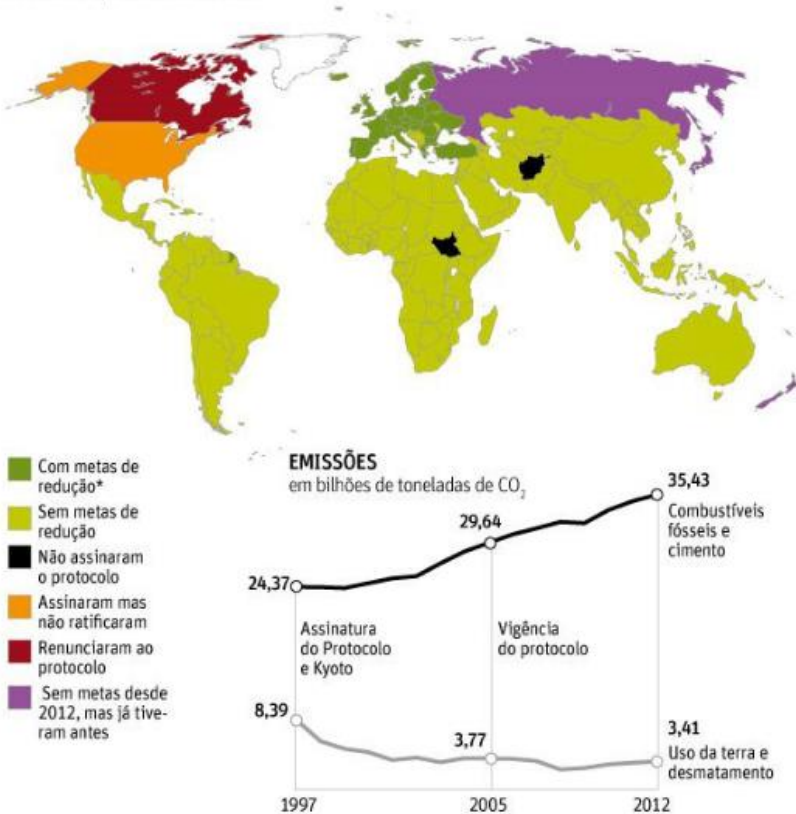 Com metas de
redução*
Sem metas de
redução
Não assinaram
o protocolo
Assinaram mas
não ratificaram
Renunciaram ao
protocolo
Sem metas desde
2012, mas já tive-
ram antes
EMISSÕES
em bilhões de toneladas de CO₂
35,43
Combustíveis
fósseis e
cimento
29,64
24,37
Assinatura
do Protocolo
e Kyoto
Vigência
do protocolo
8,39
3,77
3,41
Uso da terra e
desmatamento
1997
2005
2012